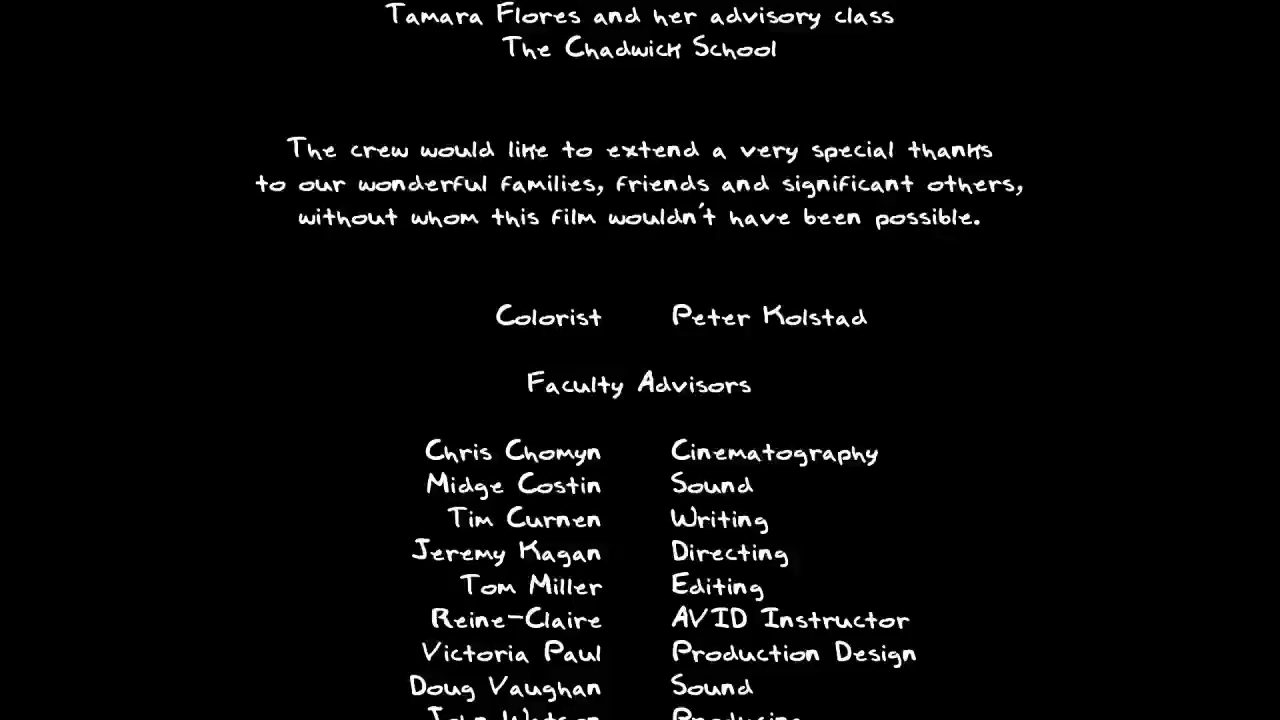 Tamara Flores and her advisory class
The Chadwick School
The crew would like to extend a very special thanks
to our wonderful families, friends and significant others,
without whom this film wouldn't have been possible.
Colorist Peter Kolstad
Faculty Advisors
Chris Chomyn Cinematography
Midge Costin Sound
Tim Curnen Writing
Jeremy Kagan Directing
Tom Miller Editing
Reine-Claire AVID Instructor
Victoria Paul Production Design
Doug Vaughan Sound
John Watson Producing